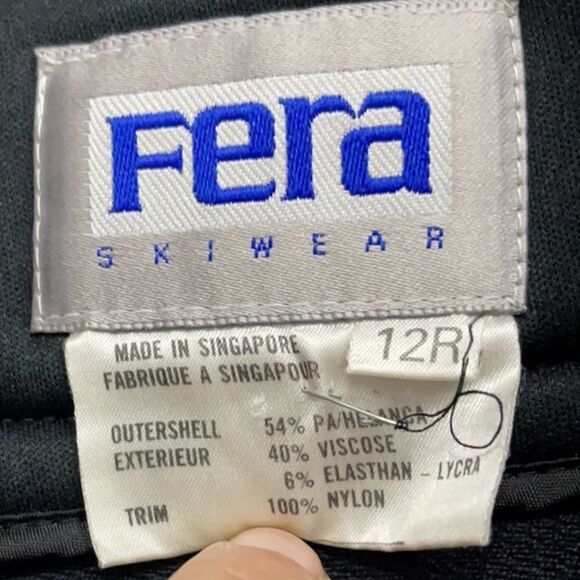 Fera
SKIWEAR
MADE IN SINGAPORE 12R
FABRIQUE A SINGAPOUR
OUTERSHELL 54% PA/HELANCA
EXTERIEUR 40% VISCOSE
6% ELASTHAN - LYCRA
TRIM 100% NYLON